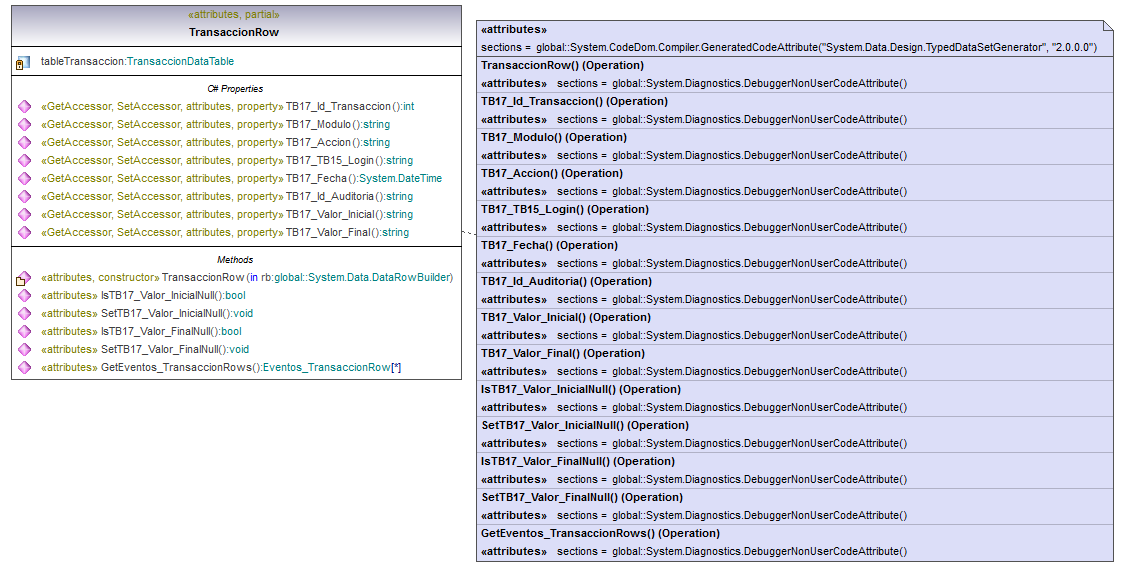 «attributes, partial»
TransaccionRow
tableTransaccion:TransaccionDataTable
C# Properties
«GetAccessor, SetAccessor, attributes, property» TB17_Id_Transaccion():int
«GetAccessor, SetAccessor, attributes, property» TB17_Modulo():string
«GetAccessor, SetAccessor, attributes, property» TB17_Accion():string
«GetAccessor, SetAccessor, attributes, property» TB17_TB15_Login():string
«GetAccessor, SetAccessor, attributes, property» TB17_Fecha():System.DateTime
«GetAccessor, SetAccessor, attributes, property» TB17_Id_Auditoria():string
«GetAccessor, SetAccessor, attributes, property» TB17_Valor_Inicial():string
«GetAccessor, SetAccessor, attributes, property» TB17_Valor_Final():string
Methods
«attributes, constructor» TransaccionRow(in rb:global::System.Data.DataRowBuilder)
«attributes» IsTB17_Valor_InicialNull():bool
«attributes» SetTB17_Valor_InicialNull():void
«attributes» IsTB17_Valor_FinalNull():bool
«attributes» SetTB17_Valor_FinalNull():void
«attributes» GetEventos_TransaccionRows():Eventos_TransaccionRow[*]
«attributes»
sections = global::System.CodeDom.Compiler.GeneratedCodeAttribute("System.Data.Design.TypedDataSetGenerator", "2.0.0.0")
TransaccionRow() (Operation)
«attributes» sections = global::System.Diagnostics.DebuggerNonUserCodeAttribute()
TB17_Id_Transaccion() (Operation)
«attributes» sections = global::System.Diagnostics.DebuggerNonUserCodeAttribute()
TB17_Modulo() (Operation)
«attributes» sections = global::System.Diagnostics.DebuggerNonUserCodeAttribute()
TB17_Accion() (Operation)
«attributes» sections = global::System.Diagnostics.DebuggerNonUserCodeAttribute()
TB17_TB15_Login() (Operation)
«attributes» sections = global::System.Diagnostics.DebuggerNonUserCodeAttribute()
TB17_Fecha() (Operation)
«attributes» sections = global::System.Diagnostics.DebuggerNonUserCodeAttribute()
TB17_Id_Auditoria() (Operation)
«attributes» sections = global::System.Diagnostics.DebuggerNonUserCodeAttribute()
TB17_Valor_Inicial() (Operation)
«attributes» sections = global::System.Diagnostics.DebuggerNonUserCodeAttribute()
TB17_Valor_Final() (Operation)
«attributes» sections = global::System.Diagnostics.DebuggerNonUserCodeAttribute()
IsTB17_Valor_InicialNull() (Operation)
«attributes» sections = global::System.Diagnostics.DebuggerNonUserCodeAttribute()
SetTB17_Valor_InicialNull() (Operation)
«attributes» sections = global::System.Diagnostics.DebuggerNonUserCodeAttribute()
IsTB17_Valor_FinalNull() (Operation)
«attributes» sections = global::System.Diagnostics.DebuggerNonUserCodeAttribute()
SetTB17_Valor_FinalNull() (Operation)
«attributes» sections = global::System.Diagnostics.DebuggerNonUserCodeAttribute()
GetEventos_TransaccionRows() (Operation)
«attributes» sections = global::System.Diagnostics.DebuggerNonUserCodeAttribute()